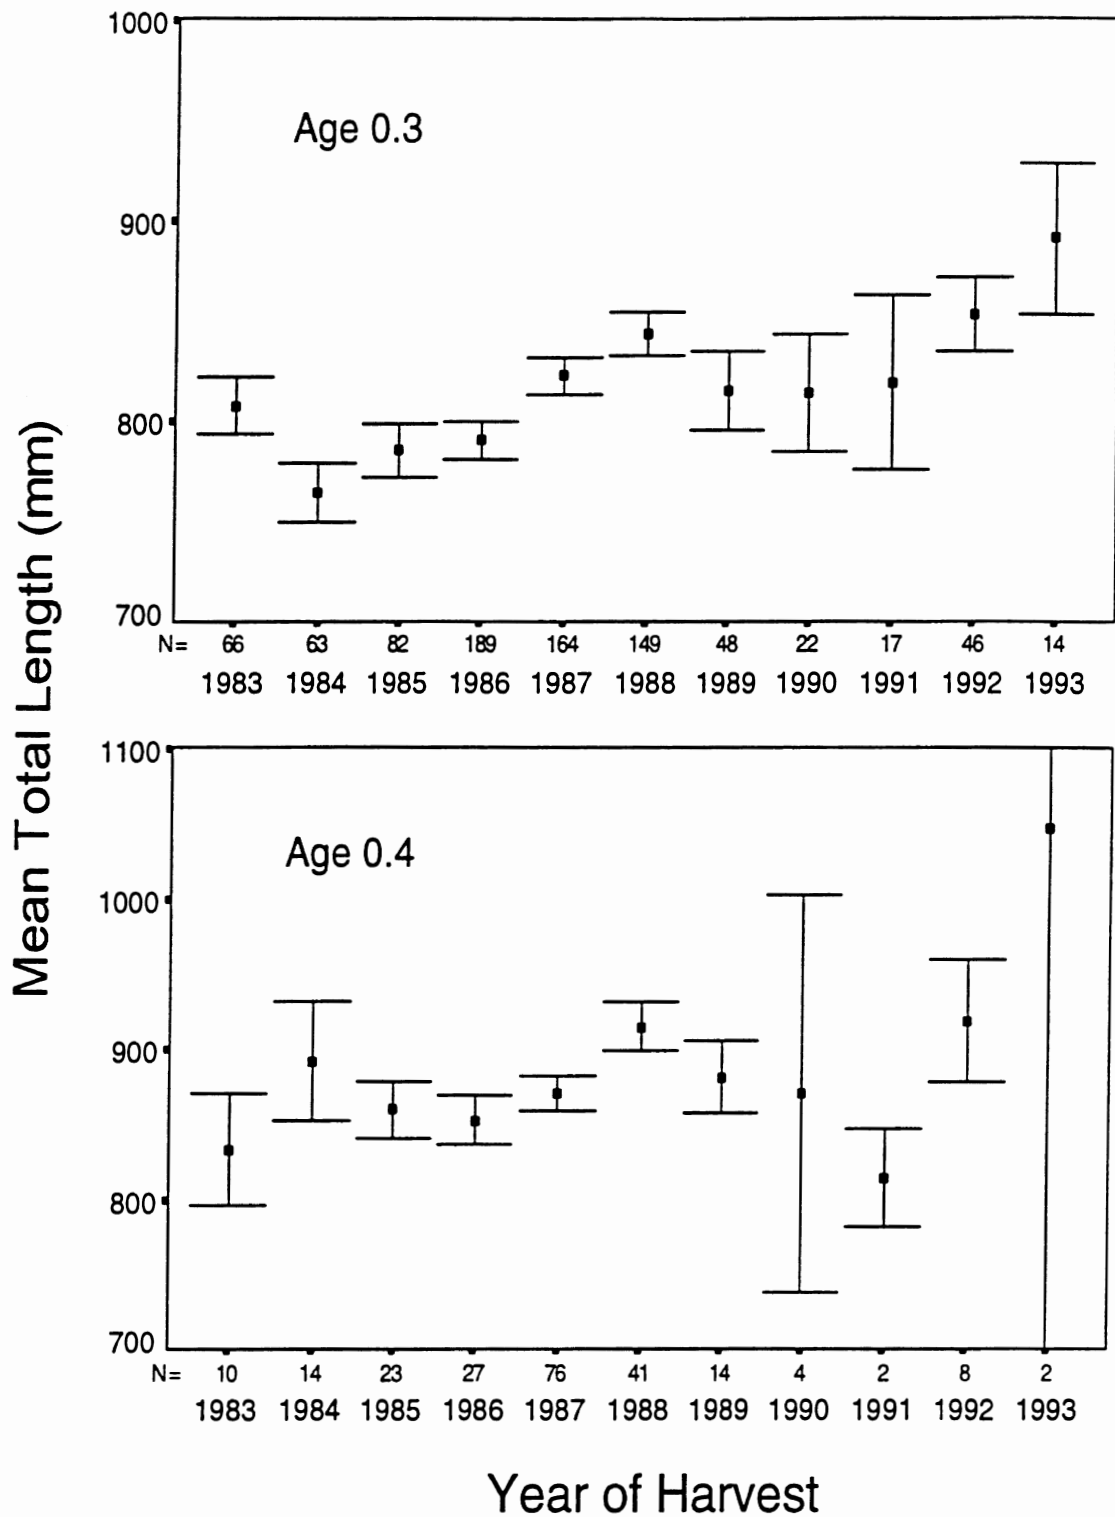 Mean Total Length (mm)
1000
Age 0.3
900
800
700
N= 66 63 82 189 164 149 48 22 17 46 14
1983 1984 1985 1986 1987 1988 1989 1990 1991 1992 1993
1100
Age 0.4
1000
900
800
700
N= 10 14 23 27 76 41 14 4 2 8 2
1983 1984 1985 1986 1987 1988 1989 1990 1991 1992 1993
Year of Harvest